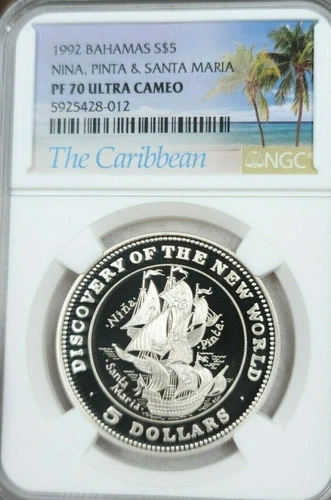 1992 BAHAMAS S$5
NINA, PINTA & SANTA MARIA
PF 70 ULTRA CAMEO
5925428-012
The Caribbean
NGC
DISCOVERY OF THE NEW WORLD
Niña
Pinta
Santa
Maria
5 DOLLARS